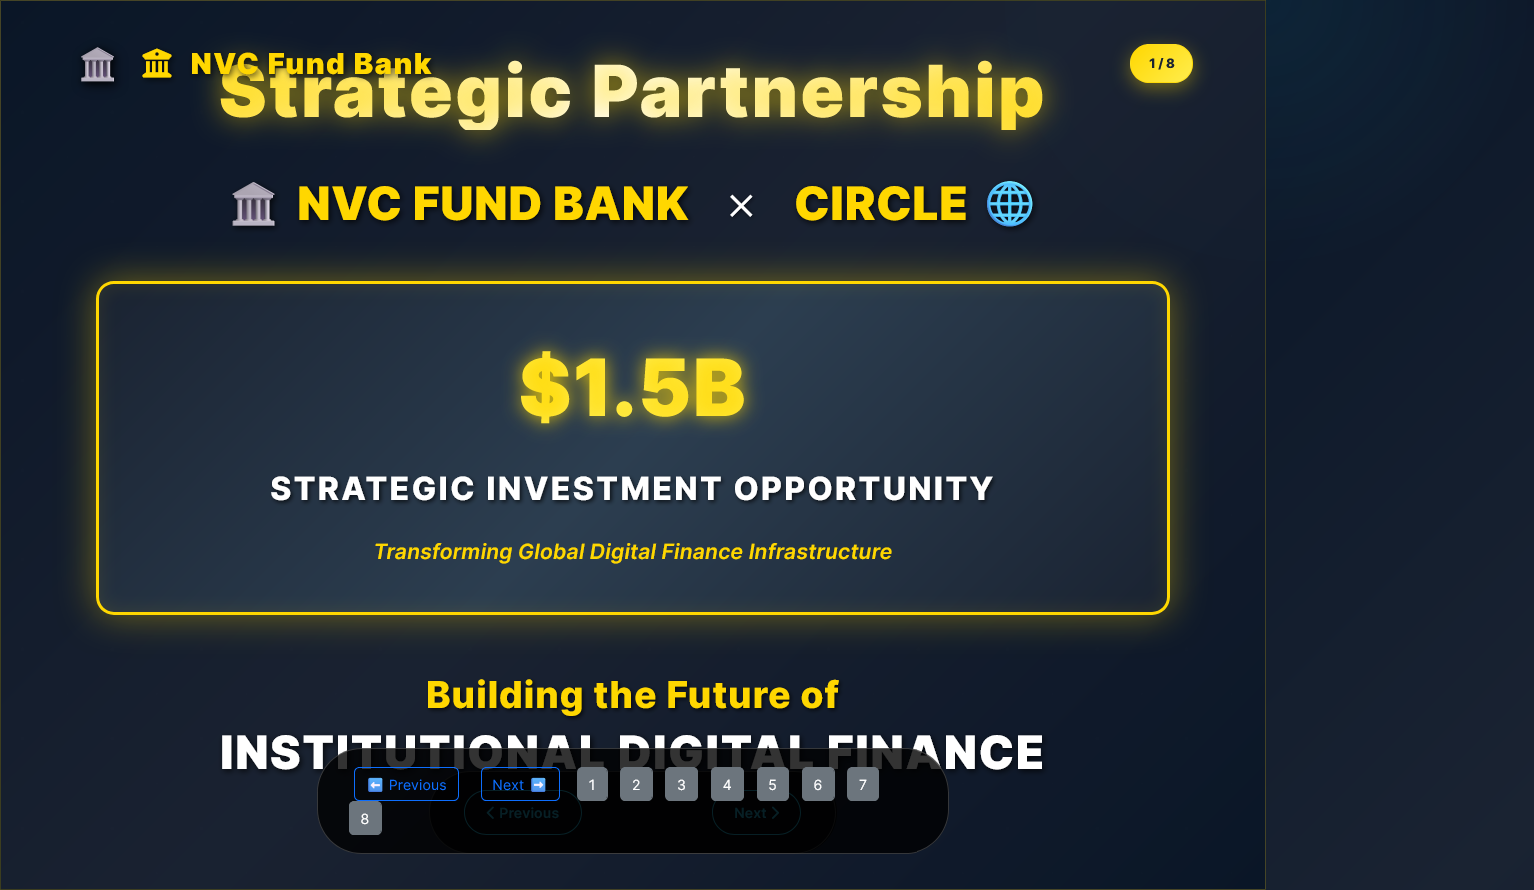 NVC Fund Bank
1 / 8
Strategic Partnership
NVC FUND BANK × CIRCLE
$1.5B
STRATEGIC INVESTMENT OPPORTUNITY
Transforming Global Digital Finance Infrastructure
Building the Future of
INSTITUTIONAL DIGITAL FINANCE
Previous Next 1 2 3 4 5 6 7
8
Previous Next